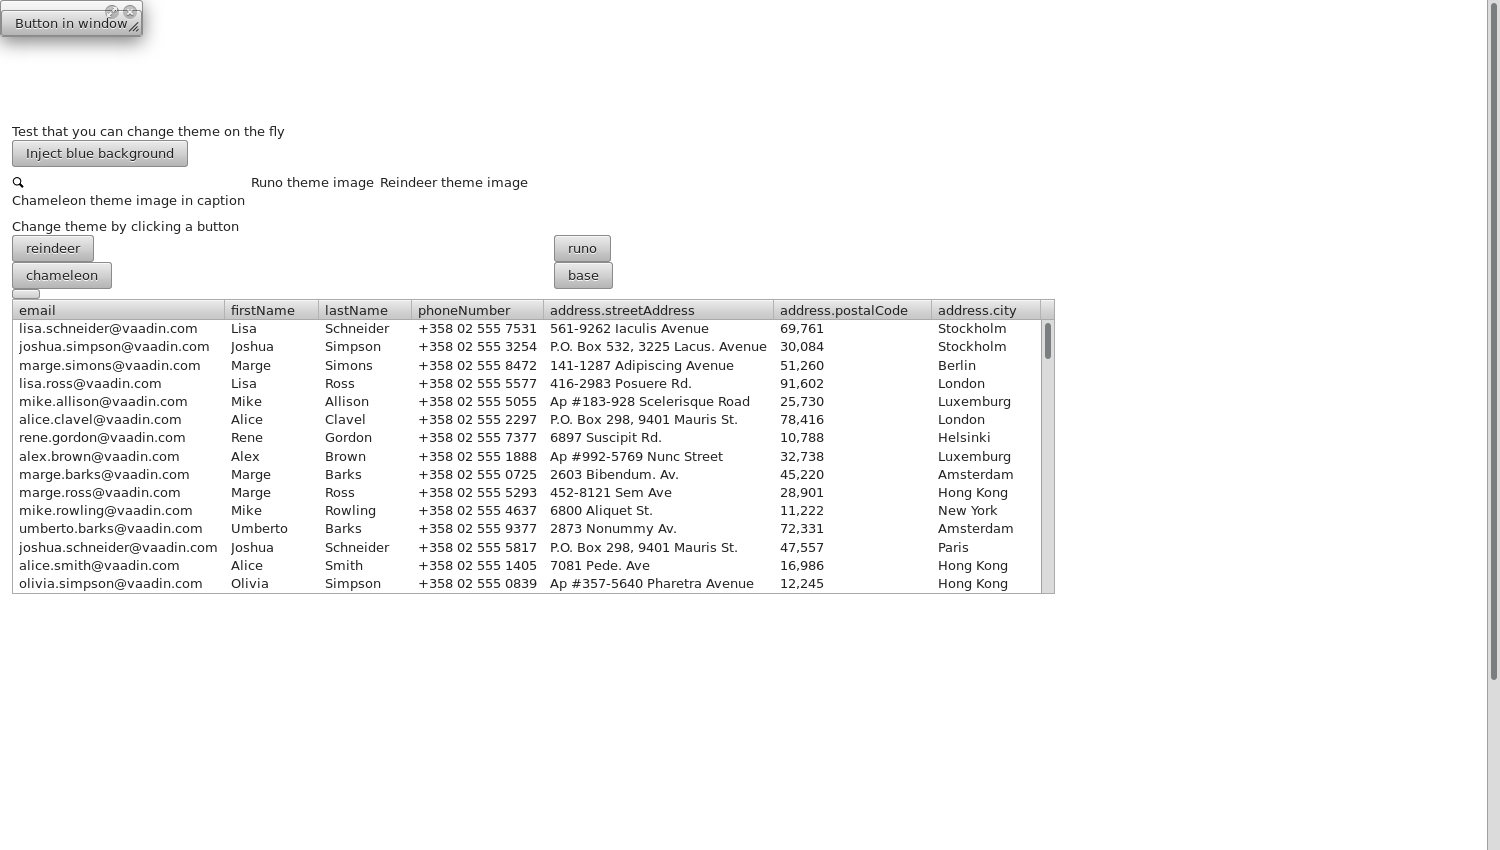 Button in window
Test that you can change theme on the fly
Inject blue background
Runo theme image Reindeer theme image
Chameleon theme image in caption
Change theme by clicking a button
reindeer runo
chameleon base
email firstName lastName phoneNumber address.streetAddress address.postalCode address.city
lisa.schneider@vaadin.com Lisa Schneider +358 02 555 7531 561-9262 Iaculis Avenue 69,761 Stockholm
joshua.simpson@vaadin.com Joshua Simpson +358 02 555 3254 P.O. Box 532, 3225 Lacus. Avenue 30,084 Stockholm
marge.simons@vaadin.com Marge Simons +358 02 555 8472 141-1287 Adipiscing Avenue 51,260 Berlin
lisa.ross@vaadin.com Lisa Ross +358 02 555 5577 416-2983 Posuere Rd. 91,602 London
mike.allison@vaadin.com Mike Allison +358 02 555 5055 Ap #183-928 Scelerisque Road 25,730 Luxemburg
alice.clavel@vaadin.com Alice Clavel +358 02 555 2297 P.O. Box 298, 9401 Mauris St. 78,416 London
rene.gordon@vaadin.com Rene Gordon +358 02 555 7377 6897 Suscipit Rd. 10,788 Helsinki
alex.brown@vaadin.com Alex Brown +358 02 555 1888 Ap #992-5769 Nunc Street 32,738 Luxemburg
marge.barks@vaadin.com Marge Barks +358 02 555 0725 2603 Bibendum. Av. 45,220 Amsterdam
marge.ross@vaadin.com Marge Ross +358 02 555 5293 452-8121 Sem Ave 28,901 Hong Kong
mike.rowling@vaadin.com Mike Rowling +358 02 555 4637 6800 Aliquet St. 11,222 New York
umberto.barks@vaadin.com Umberto Barks +358 02 555 9377 2873 Nonummy Av. 72,331 Amsterdam
joshua.schneider@vaadin.com Joshua Schneider +358 02 555 5817 P.O. Box 298, 9401 Mauris St. 47,557 Paris
alice.smith@vaadin.com Alice Smith +358 02 555 1405 7081 Pede. Ave 16,986 Hong Kong
olivia.simpson@vaadin.com Olivia Simpson +358 02 555 0839 Ap #357-5640 Pharetra Avenue 12,245 Hong Kong